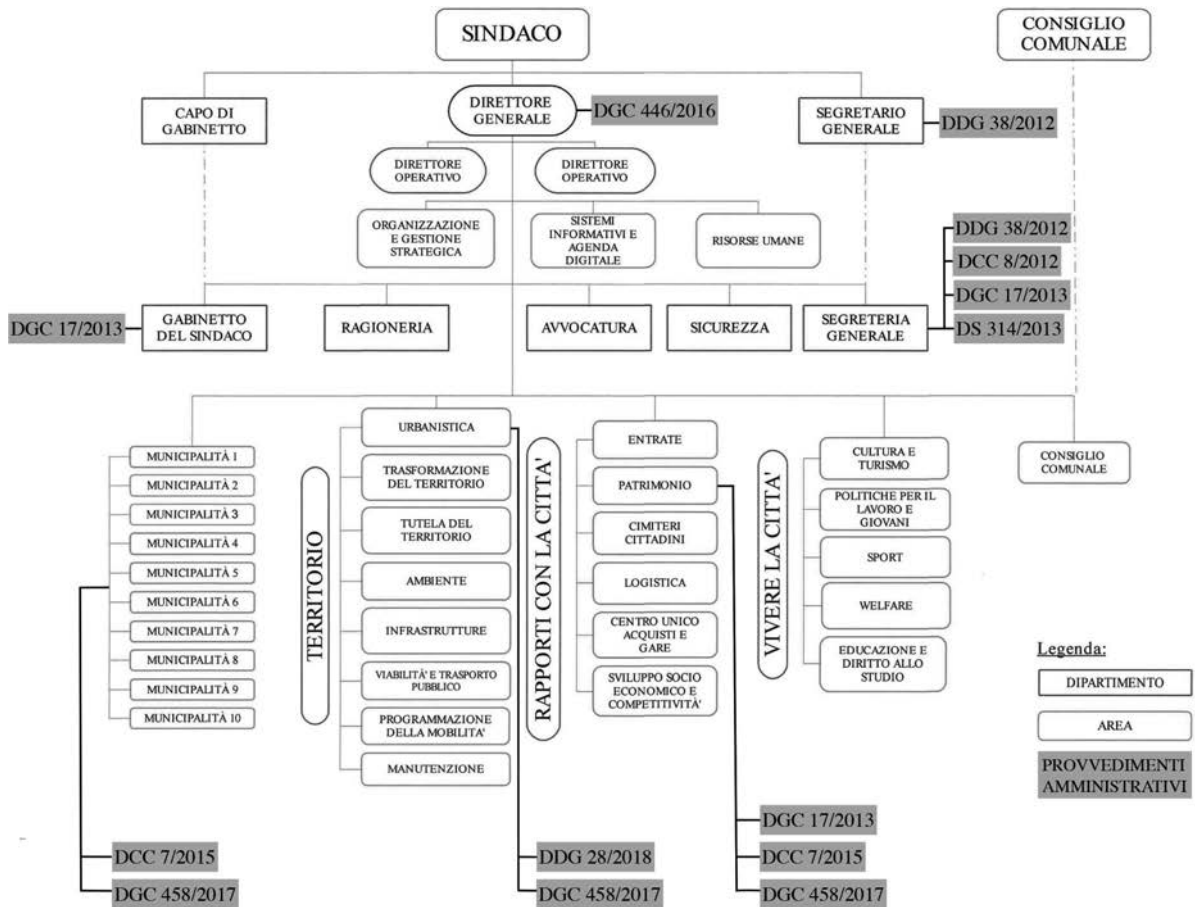 SINDACO
CONSIGLIO
COMUNALE
CAPO DI
GABINETTO
DIRETTORE
GENERALE
DGC 446/2016
SEGRETARIO
GENERALE
DDG 38/2012
DIRETTORE
OPERATIVO
DIRETTORE
OPERATIVO
ORGANIZZAZIONE
E GESTIONE
STRATEGICA
SISTEMI
INFORMATIVI E
AGENDA
DIGITALE
RISORSE UMANE
DDG 38/2012
DCC 8/2012
DGC 17/2013
DS 314/2013
DGC 17/2013
GABINETTO
DEL SINDACO
RAGIONERIA
AVVOCATURA
SICUREZZA
SEGRETERIA
GENERALE
MUNICIPALITÀ 1
MUNICIPALITÀ 2
MUNICIPALITÀ 3
MUNICIPALITÀ 4
MUNICIPALITÀ 5
MUNICIPALITÀ 6
MUNICIPALITÀ 7
MUNICIPALITÀ 8
MUNICIPALITÀ 9
MUNICIPALITÀ 10
DCC 7/2015
DGC 458/2017
TERRITORIO
URBANISTICA
TRASFORMAZIONE
DEL TERRITORIO
TUTELA DEL
TERRITORIO
AMBIENTE
INFRASTRUTTURE
VIABILITÀ' E TRASPORTO
PUBBLICO
PROGRAMMAZIONE
DELLA MOBILITA'
MANUTENZIONE
DDG 28/2018
DGC 458/2017
RAPPORTI CON LA CITTA'
ENTRATE
PATRIMONIO
CIMITERI
CITTADINI
LOGISTICA
CENTRO UNICO
ACQUISTI E
GARE
SVILUPPO SOCIO
ECONOMICO E
COMPETITIVITÀ'
DGC 17/2013
DCC 7/2015
DGC 458/2017
VIVERE LA CITTA'
CULTURA E
TURISMO
POLITICHE PER IL
LAVORO E
GIOVANI
SPORT
WELFARE
EDUCAZIONE E
DIRITTO ALLO
STUDIO
CONSIGLIO
COMUNALE
Legenda:
DIPARTIMENTO
AREA
PROVVEDIMENTI
AMMINISTRATIVI